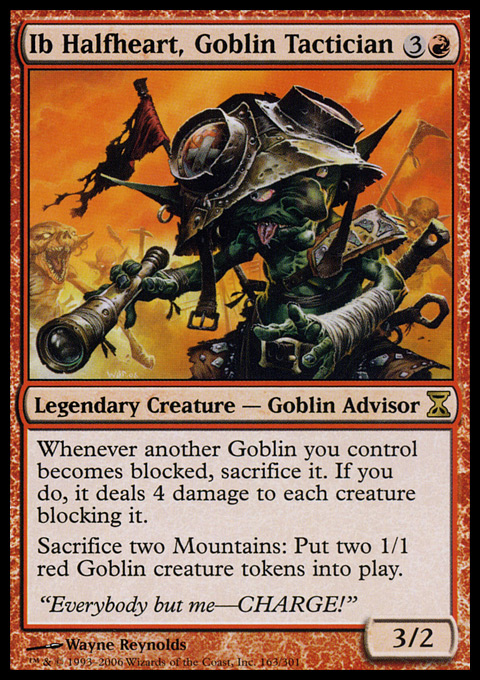 Ib Halfheart, Goblin Tactician 3
Legendary Creature — Goblin Advisor
Whenever another Goblin you control
becomes blocked, sacrifice it. If you
do, it deals 4 damage to each creature
blocking it.
Sacrifice two Mountains: Put two 1/1
red Goblin creature tokens into play.
“Everybody but me—CHARGE!”
Wayne Reynolds
3/2
™ & © 1993–2006 Wizards of the Coast, Inc. 163/301